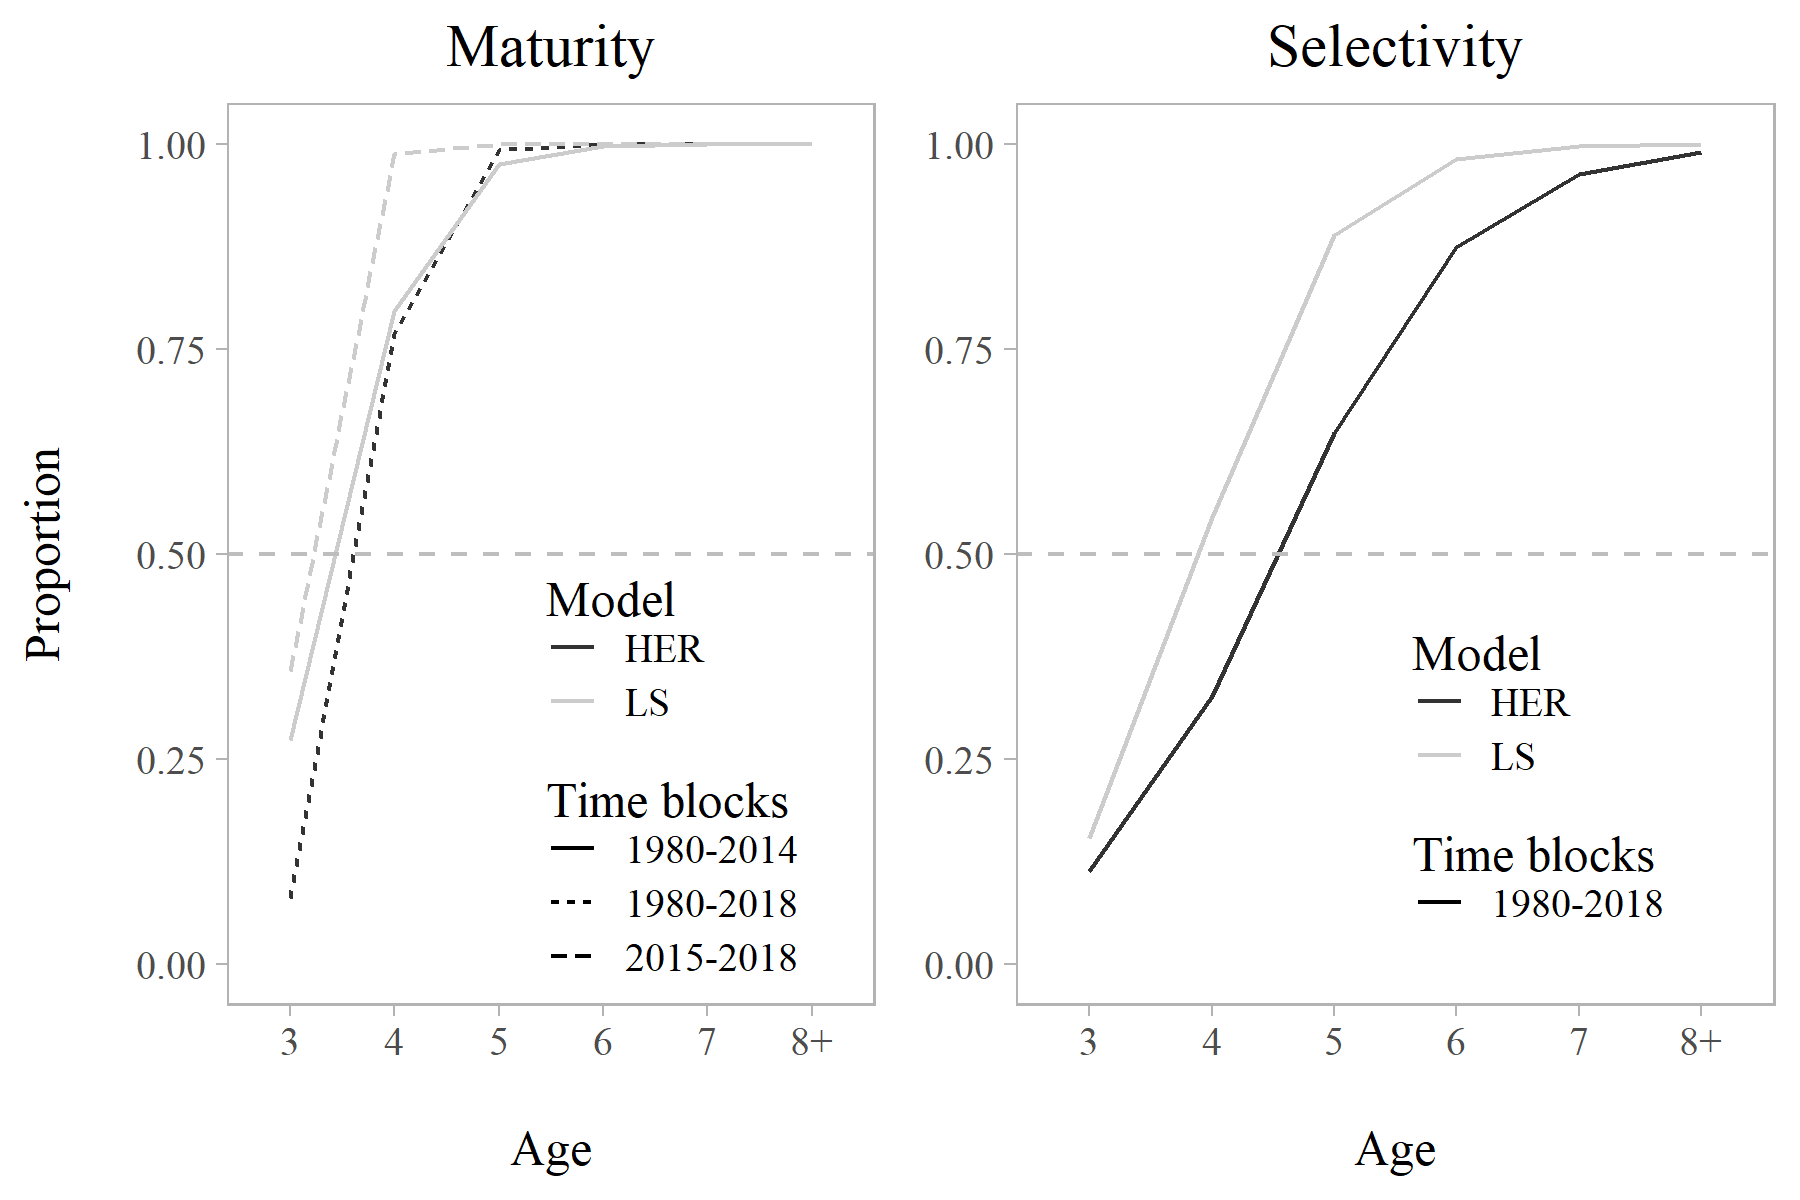 Maturity
Selectivity
Proportion
1.00
0.75
0.50
0.25
0.00
Model
HER
LS
Time blocks
1980-2014
1980-2018
2015-2018
3 4 5 6 7 8+
Age
1.00
0.75
0.50
0.25
0.00
Model
HER
LS
Time blocks
1980-2018
3 4 5 6 7 8+
Age